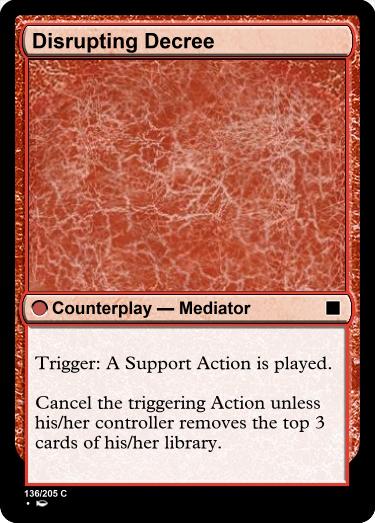 Disrupting Decree
Counterplay — Mediator
Trigger: A Support Action is played.
Cancel the triggering Action unless
his/her controller removes the top 3
cards of his/her library.
136/205 C